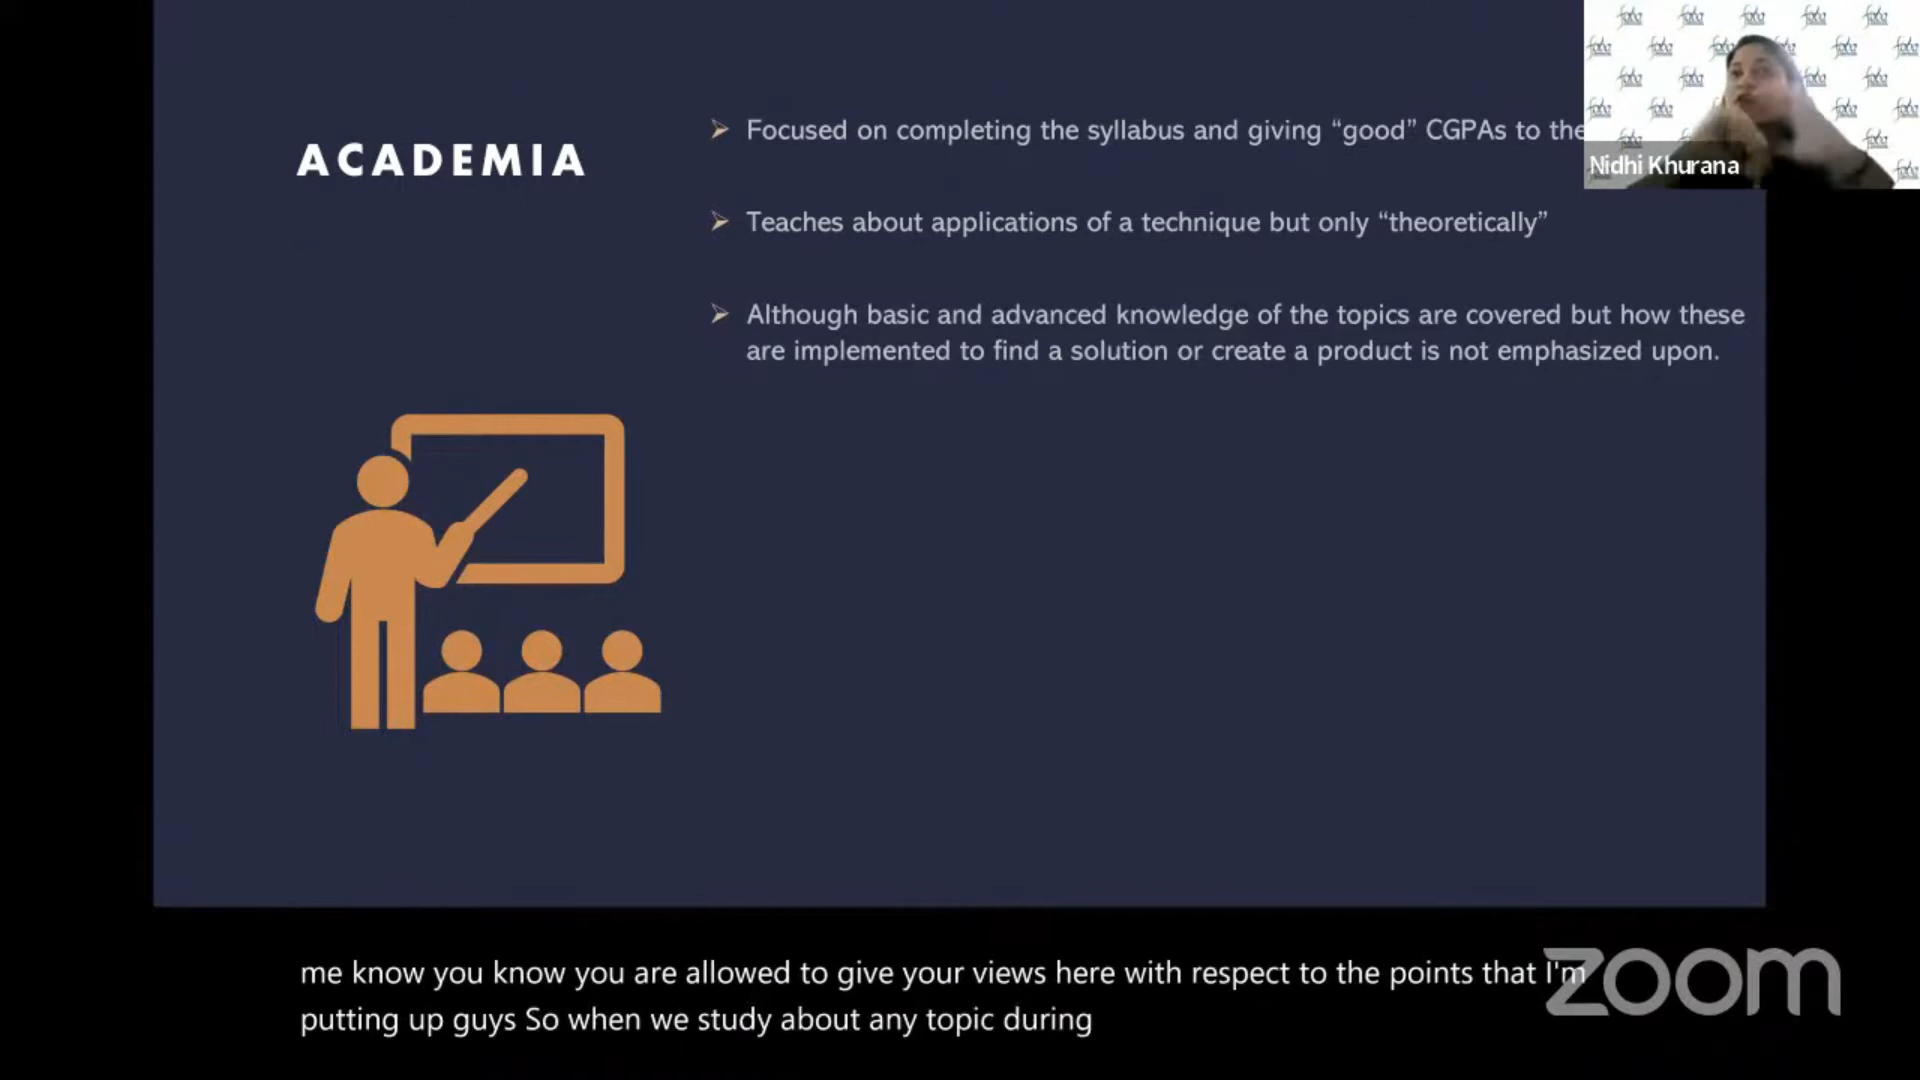 ACADEMIA
Focused on completing the syllabus and giving “good” CGPAs to the
Teaches about applications of a technique but only “theoretically”
Although basic and advanced knowledge of the topics are covered but how these
are implemented to find a solution or create a product is not emphasized upon.
Nidhi Khurana
me know you know you are allowed to give your views here with respect to the points that I'm
putting up guys So when we study about any topic during
zoom